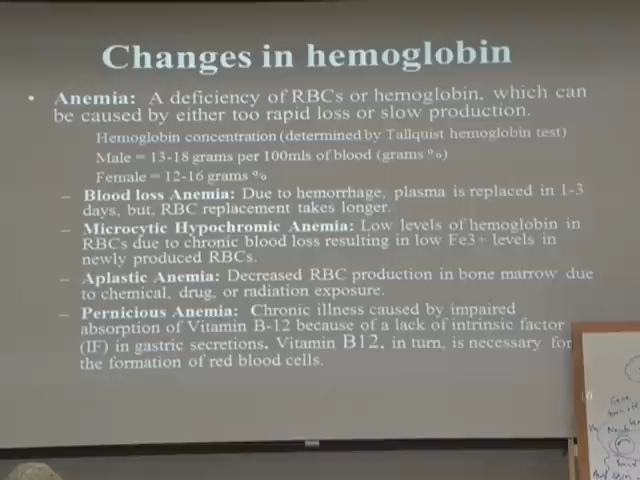 Changes in hemoglobin
• Anemia: A deficiency of RBCs or hemoglobin, which can
be caused by either too rapid loss or slow production.
Hemoglobin concentration (determined by Tallquist hemoglobin test)
Male = 13-18 grams per 100mls of blood (grams %)
Female = 12-16 grams %
– Blood loss Anemia: Due to hemorrhage, plasma is replaced in 1-3
days, but, RBC replacement takes longer.
– Microcytic Hypochromic Anemia: Low levels of hemoglobin in
RBCs due to chronic blood loss resulting in low Fe3+ levels in
newly produced RBCs.
– Aplastic Anemia: Decreased RBC production in bone marrow due
to chemical, drug, or radiation exposure.
– Pernicious Anemia: Chronic illness caused by impaired
absorption of Vitamin B-12 because of a lack of intrinsic factor
(IF) in gastric secretions. Vitamin B12, in turn, is necessary for
the formation of red blood cells.
10